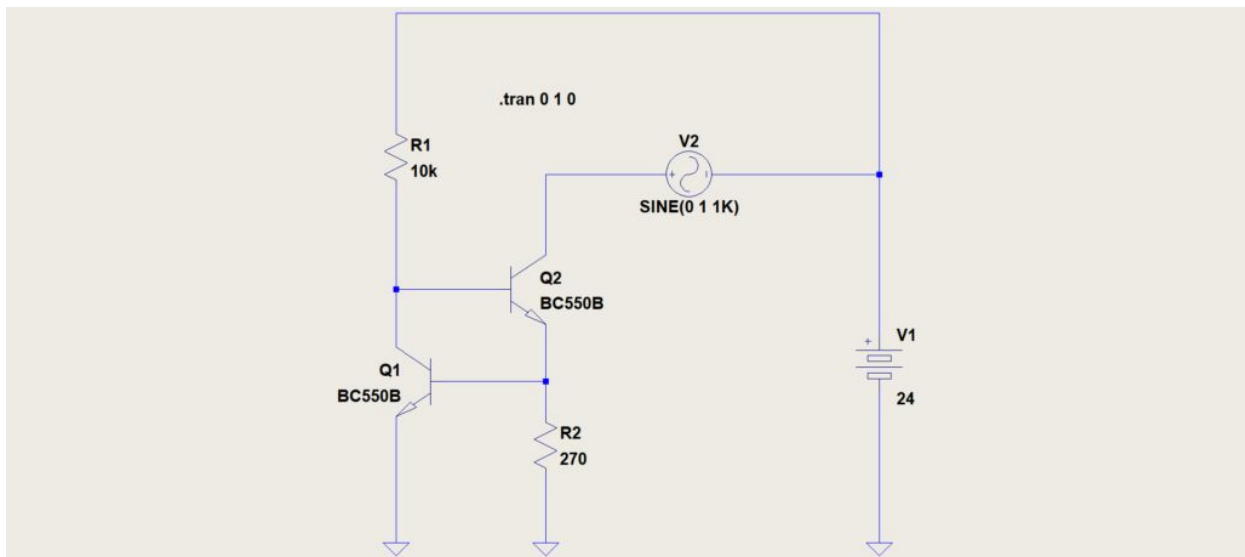 .tran 0 1 0
R1
10k
V2
SINE(0 1 1K)
Q2
BC550B
V1
24
Q1
BC550B
R2
270